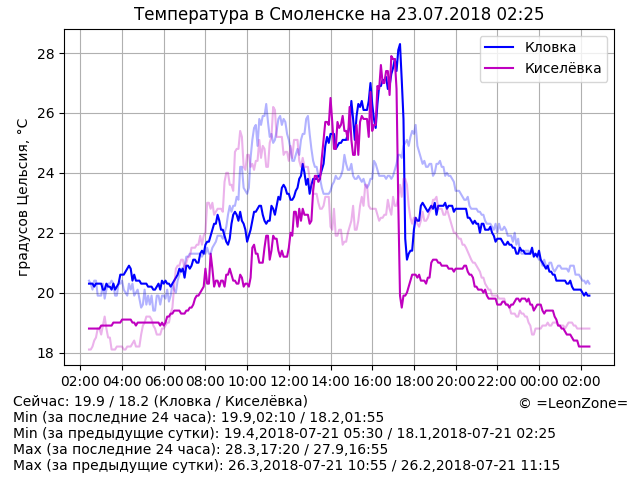 Температура в Смоленске на 23.07.2018 02:25
Кловка
Киселёвка
градусов Цельсия, °C
28
26
24
22
20
18
02:00 04:00 06:00 08:00 10:00 12:00 14:00 16:00 18:00 20:00 22:00 00:00 02:00
Сейчас: 19.9 / 18.2 (Кловка / Киселёвка)
© =LeonZone=
Min (за последние 24 часа): 19.9,02:10 / 18.2,01:55
Min (за предыдущие сутки): 19.4,2018-07-21 05:30 / 18.1,2018-07-21 02:25
Max (за последние 24 часа): 28.3,17:20 / 27.9,16:55
Max (за предыдущие сутки): 26.3,2018-07-21 10:55 / 26.2,2018-07-21 11:15